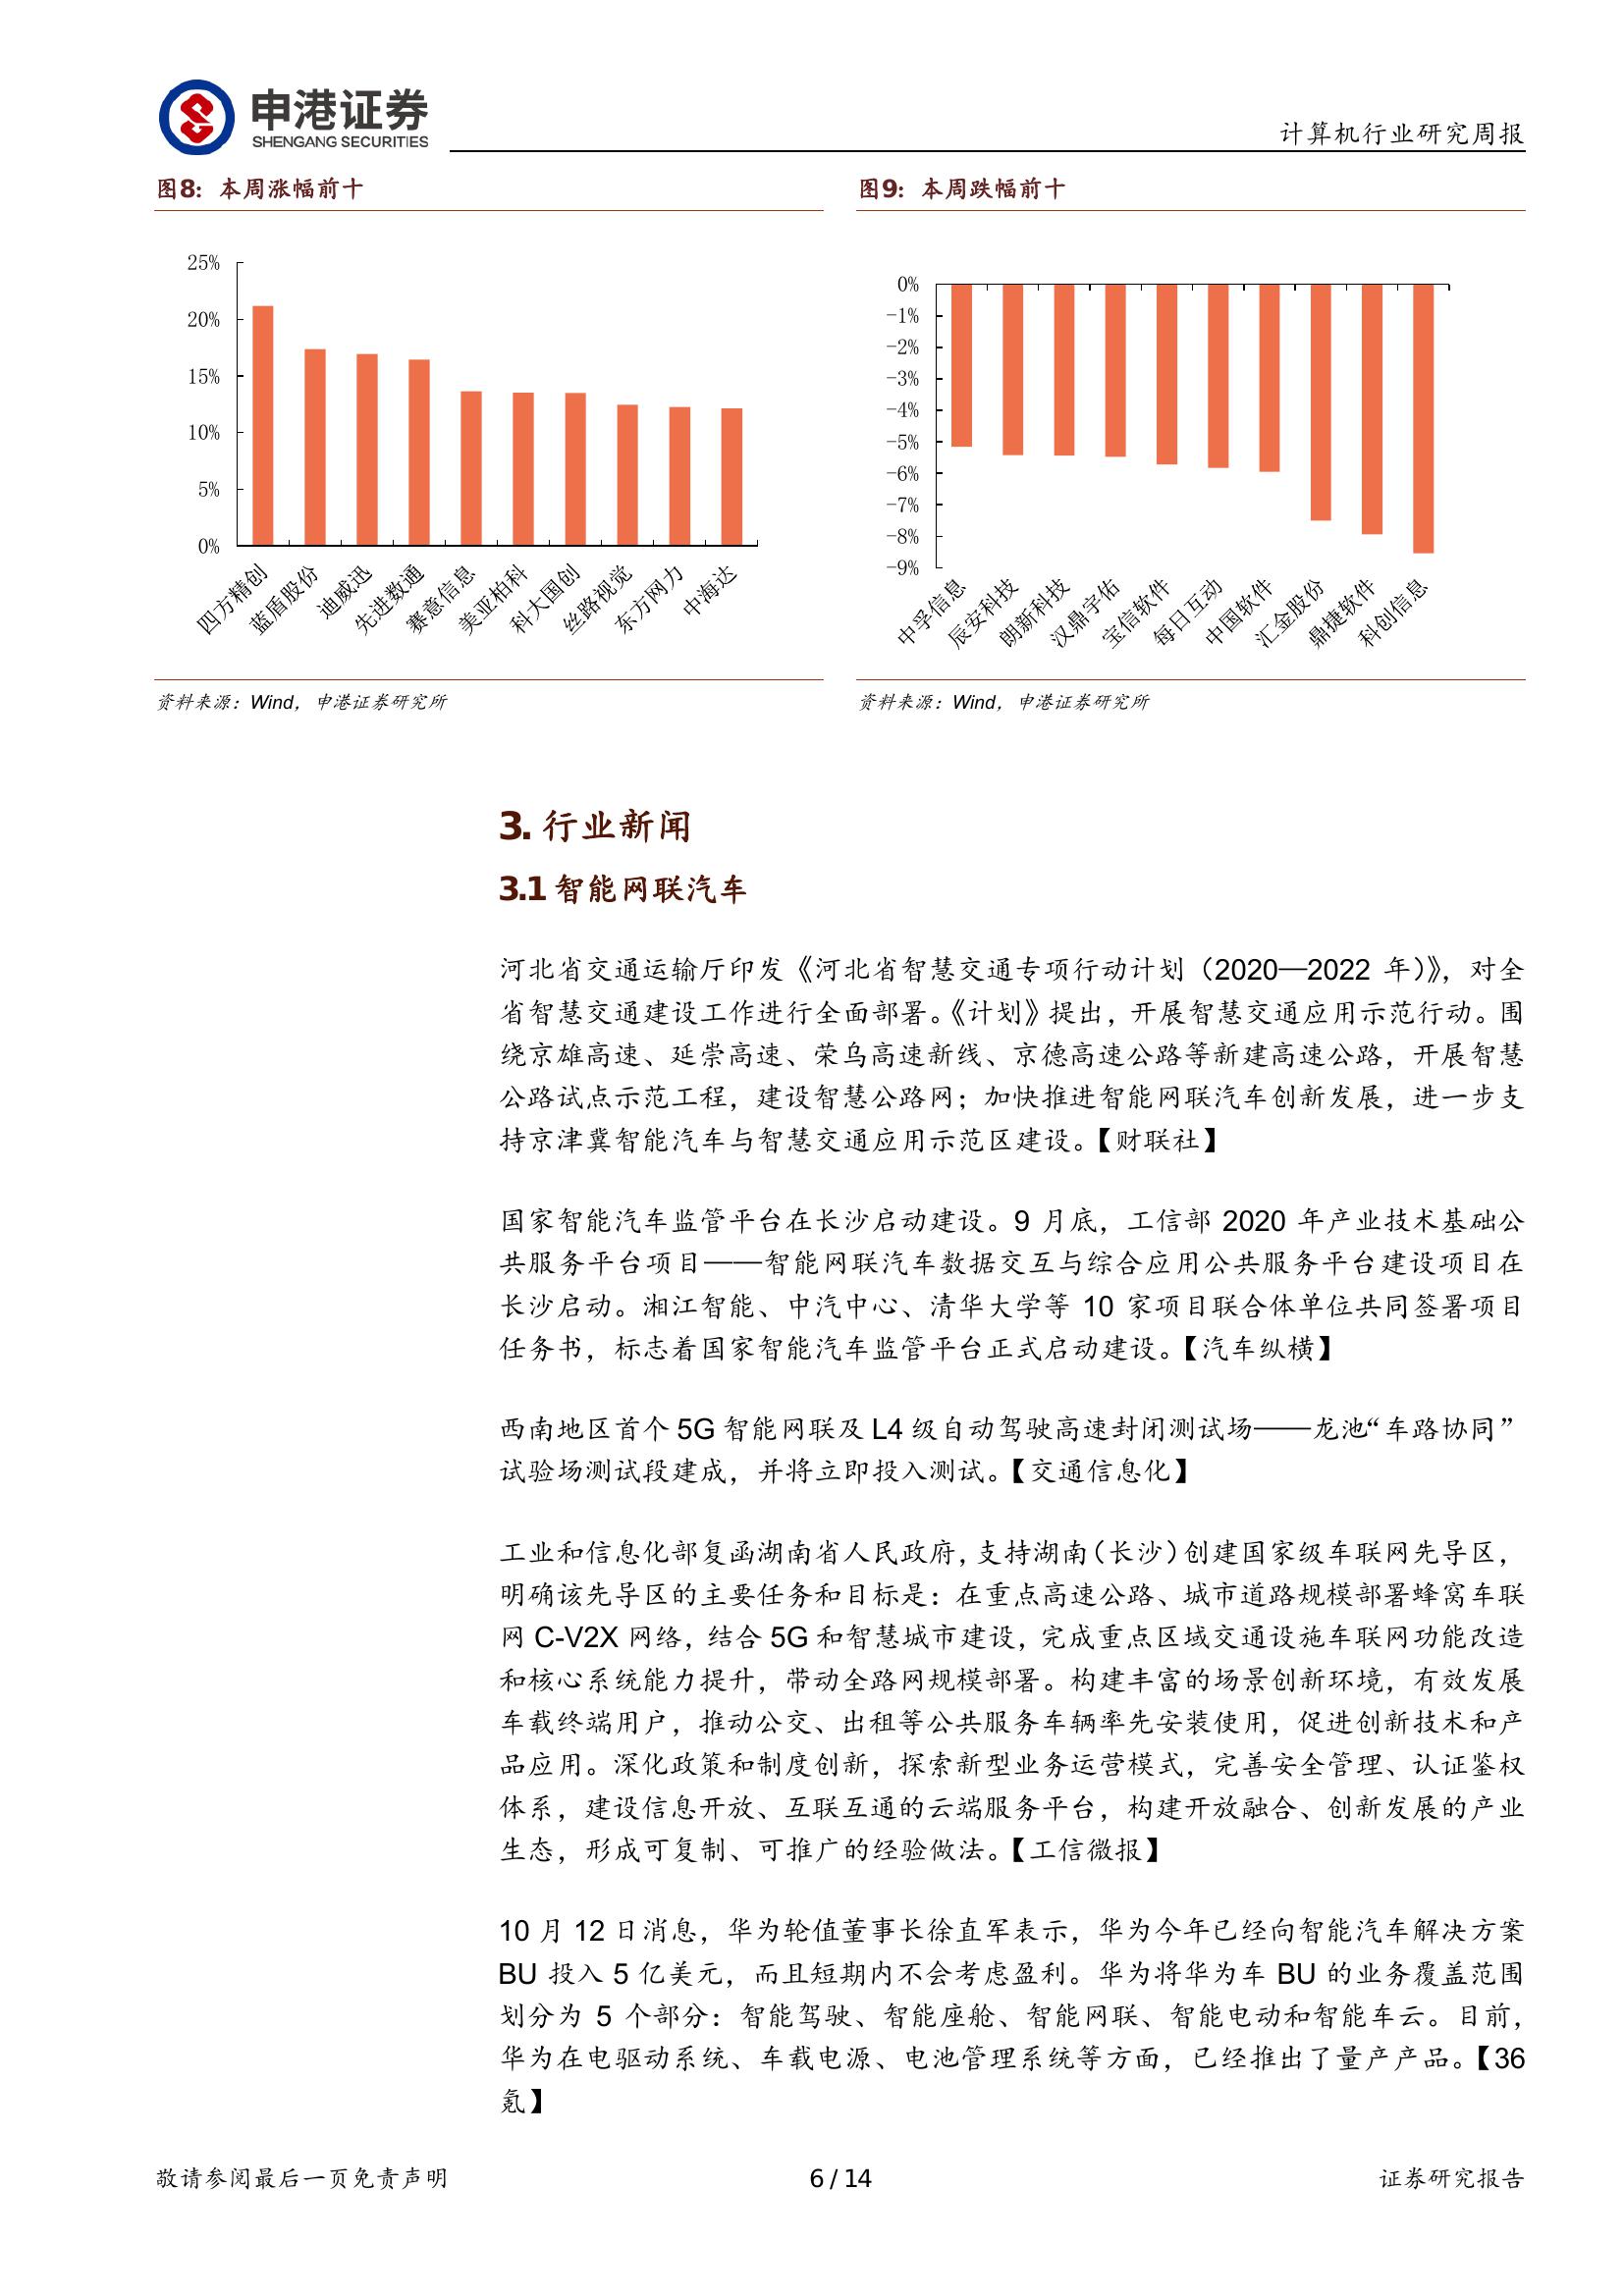 申港证券
SHENGANG SECURITIES
计算机行业研究周报
图8：本周涨幅前十
25%
20%
15%
10%
5%
0%
四方精创
蓝盾股份
迪威迅
先进数通
赛意信息
美亚柏科
科大国创
丝路视觉
东方网力
中海达
资料来源：Wind，申港证券研究所
图9：本周跌幅前十
0%
-1%
-2%
-3%
-4%
-5%
-6%
-7%
-8%
-9%
中孚信息
辰安科技
朗新科技
汉鼎宇佑
宝信软件
每日互动
中国软件
汇金股份
鼎捷软件
科创信息
资料来源：Wind，申港证券研究所
3. 行业新闻
3.1 智能网联汽车
河北省交通运输厅印发《河北省智慧交通专项行动计划（2020—2022 年）》，对全
省智慧交通建设工作进行全面部署。《计划》提出，开展智慧交通应用示范行动。围
绕京雄高速、延崇高速、荣乌高速新线、京德高速公路等新建高速公路，开展智慧
公路试点示范工程，建设智慧公路网；加快推进智能网联汽车创新发展，进一步支
持京津冀智能汽车与智慧交通应用示范区建设。【财联社】
国家智能汽车监管平台在长沙启动建设。9 月底，工信部 2020 年产业技术基础公
共服务平台项目——智能网联汽车数据交互与综合应用公共服务平台建设项目在
长沙启动。湘江智能、中汽中心、清华大学等 10 家项目联合体单位共同签署项目
任务书，标志着国家智能汽车监管平台正式启动建设。【汽车纵横】
西南地区首个 5G 智能网联及 L4 级自动驾驶高速封闭测试场——龙池“车路协同”
试验场测试段建成，并将立即投入测试。【交通信息化】
工业和信息化部复函湖南省人民政府，支持湖南（长沙）创建国家级车联网先导区，
明确该先导区的主要任务和目标是：在重点高速公路、城市道路规模部署蜂窝车联
网 C-V2X 网络，结合 5G 和智慧城市建设，完成重点区域交通设施车联网功能改造
和核心系统能力提升，带动全路网规模部署。构建丰富的场景创新环境，有效发展
车载终端用户，推动公交、出租等公共服务车辆率先安装使用，促进创新技术和产
品应用。深化政策和制度创新，探索新型业务运营模式，完善安全管理、认证鉴权
体系，建设信息开放、互联互通的云端服务平台，构建开放融合、创新发展的产业
生态，形成可复制、可推广的经验做法。【工信微报】
10 月 12 日消息，华为轮值董事长徐直军表示，华为今年已经向智能汽车解决方案
BU 投入 5 亿美元，而且短期内不会考虑盈利。华为将华为车 BU 的业务覆盖范围
划分为 5 个部分：智能驾驶、智能座舱、智能网联、智能电动和智能车云。目前，
华为在电驱动系统、车载电源、电池管理系统等方面，已经推出了量产产品。【36
氪】
敬请参阅最后一页免责声明
6 / 14
证券研究报告